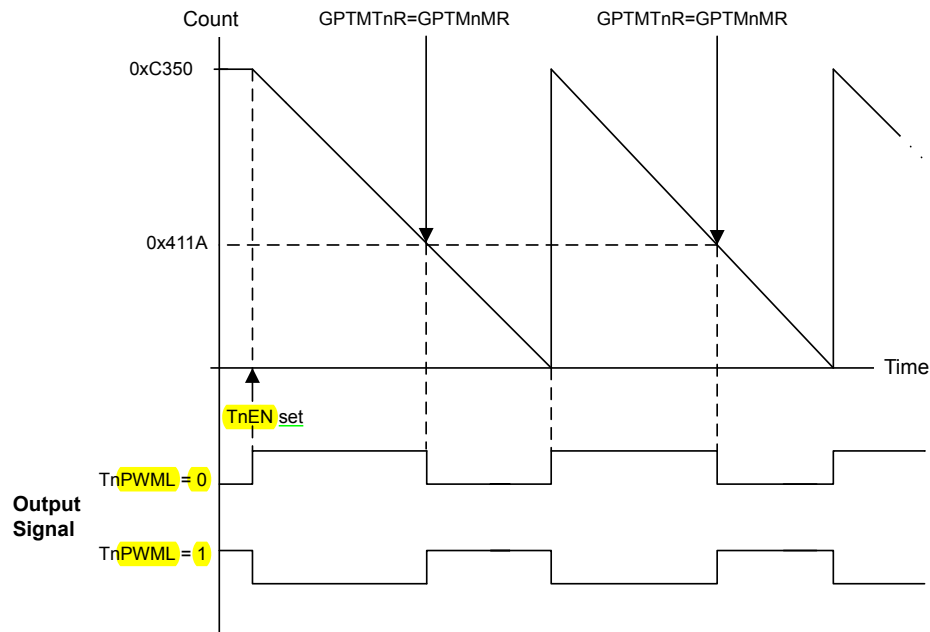 Count
GPTMTnR=GPTMnMR
GPTMTnR=GPTMnMR
0xC350
0x411A
Time
TnEN set
TnPWML = 0
Output
Signal
TnPWML = 1